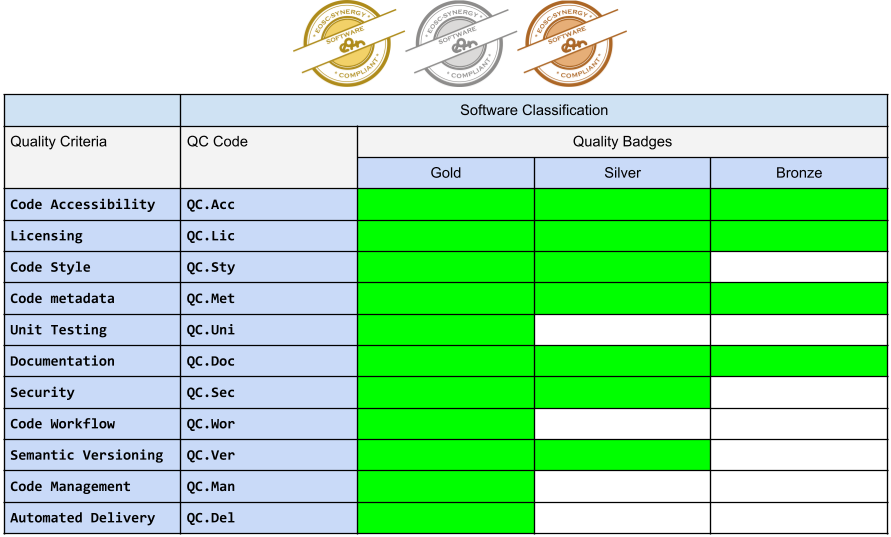 EOSC-SYNERGY
SOFTWARE
COMPLIANT
EOSC-SYNERGY
SOFTWARE
COMPLIANT
EOSC-SYNERGY
SOFTWARE
COMPLIANT
Software Classification
Quality Criteria QC Code Quality Badges
Gold Silver Bronze
Code Accessibility QC.Acc
Licensing QC.Lic
Code Style QC.Sty
Code metadata QC.Met
Unit Testing QC.Uni
Documentation QC.Doc
Security QC.Sec
Code Workflow QC.Wor
Semantic Versioning QC.Ver
Code Management QC.Man
Automated Delivery QC.Del